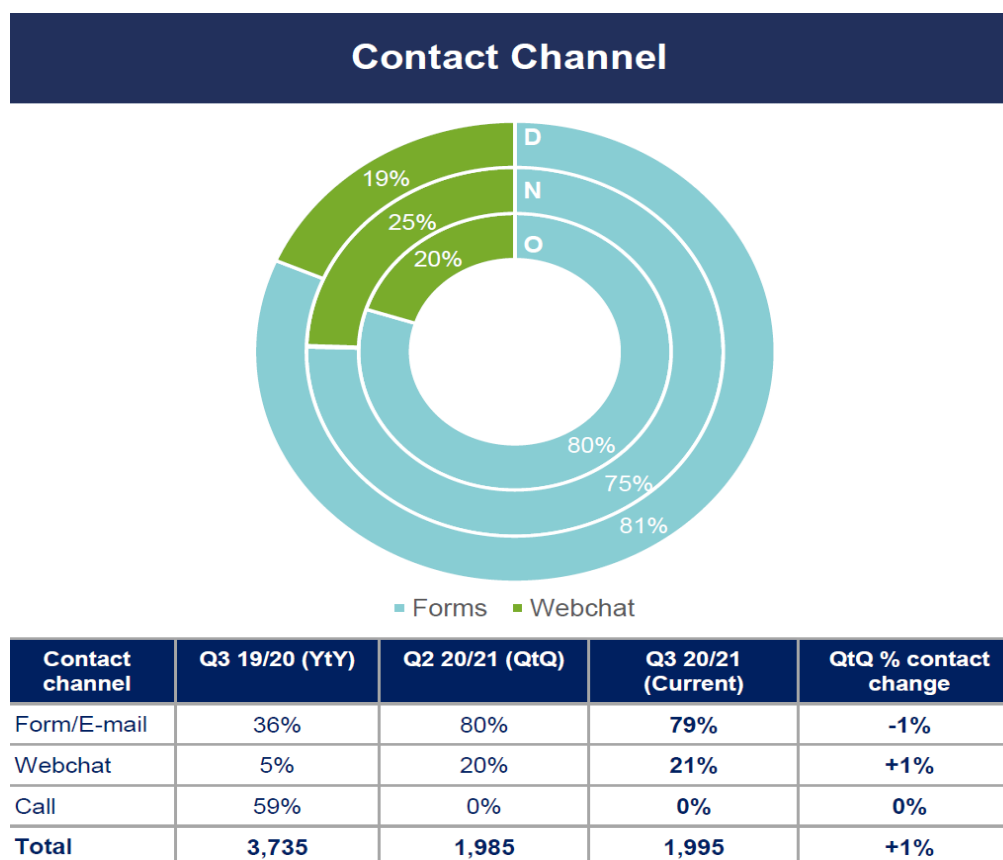 Contact Channel
D
19%
N
25%
O
20%
80%
75%
81%
Forms Webchat
Contact channel Q3 19/20 (YtY) Q2 20/21 (QtQ) Q3 20/21 (Current) QtQ % contact change
Form/E-mail 36% 80% 79% -1%
Webchat 5% 20% 21% +1%
Call 59% 0% 0% 0%
Total 3,735 1,985 1,995 +1%